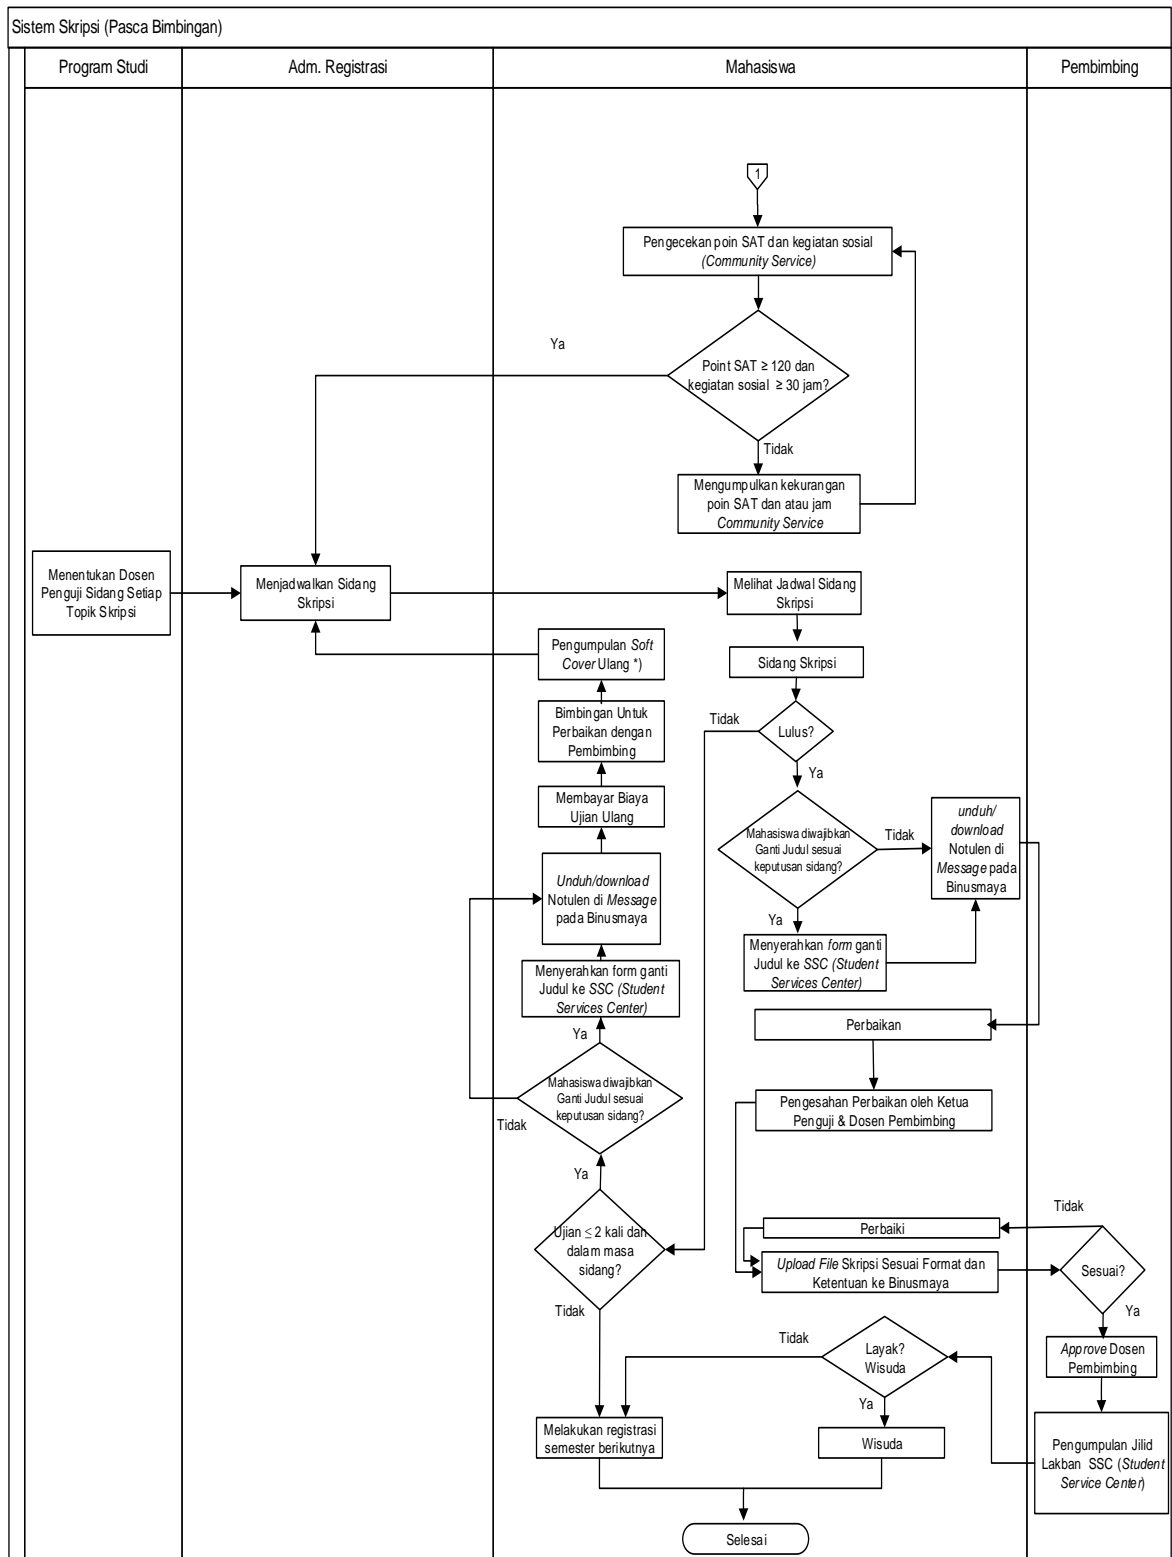 Sistem Skripsi (Pasca Bimbingan)
Program Studi
Adm. Registrasi
Mahasiswa
Pembimbing
1
Pengecekan poin SAT dan kegiatan sosial
(Community Service)
Ya
Point SAT ≥ 120 dan
kegiatan sosial ≥ 30 jam?
Tidak
Mengumpulkan kekurangan
poin SAT dan atau jam
Community Service
Menentukan Dosen
Penguji Sidang Setiap
Topik Skripsi
Menjadwalkan Sidang
Skripsi
Melihat Jadwal Sidang
Skripsi
Pengumpulan Soft
Cover Ulang *)
Sidang Skripsi
Bimbingan Untuk
Perbaikan dengan
Pembimbing
Tidak
Lulus?
Ya
Membayar Biaya
Ujian Ulang
Mahasiswa diwajibkan
Ganti Judul sesuai
keputusan sidang?
Tidak
unduh/
download
Notulen di
Message pada
Binusmaya
Unduh/download
Notulen di Message
pada Binusmaya
Ya
Menyerahkan form ganti
Judul ke SSC (Student
Services Center)
Menyerahkan form ganti
Judul ke SSC (Student
Services Center)
Perbaikan
Ya
Mahasiswa diwajibkan
Ganti Judul sesuai
keputusan sidang?
Tidak
Pengesahan Perbaikan oleh Ketua
Penguji & Dosen Pembimbing
Ya
Ujian ≤ 2 kali dan
dalam masa
sidang?
Tidak
Tidak
Perbaiki
Upload File Skripsi Sesuai Format dan
Ketentuan ke Binusmaya
Sesuai?
Ya
Tidak
Layak?
Wisuda
Ya
Approve Dosen
Pembimbing
Melakukan registrasi
semester berikutnya
Wisuda
Pengumpulan Jilid
Lakban SSC (Student
Service Center)
Selesai